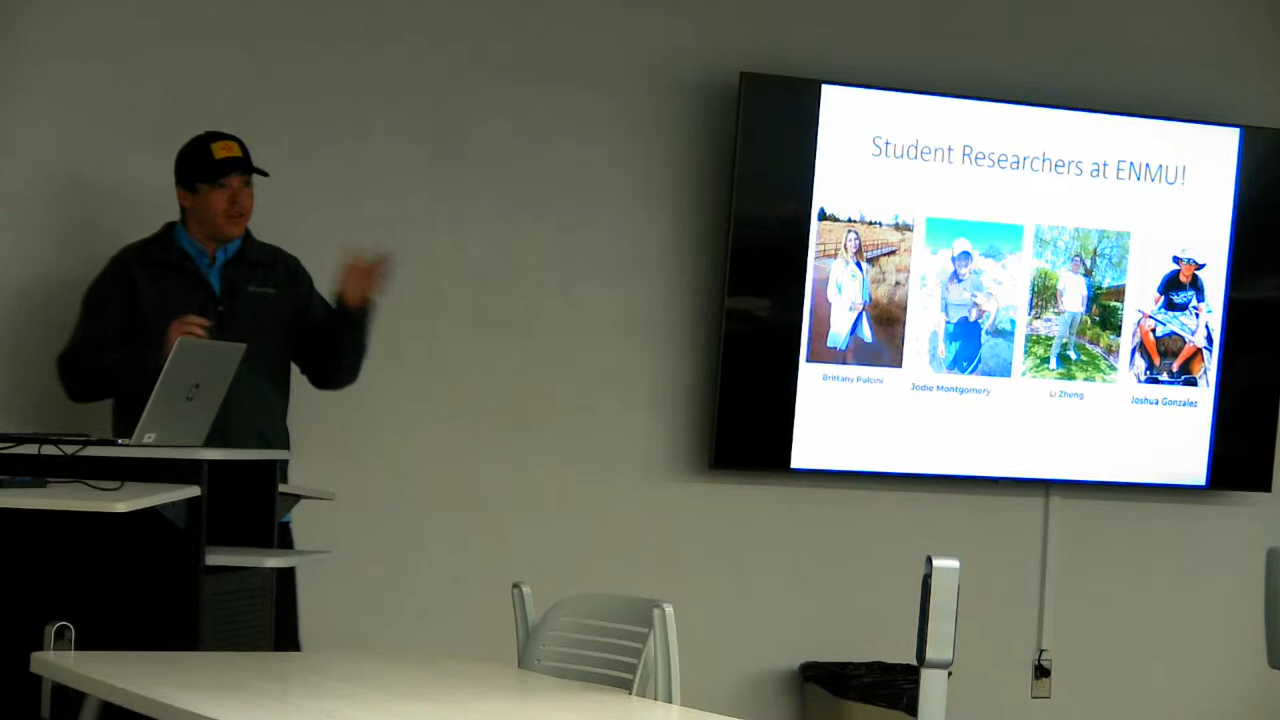 Student Researchers at ENMU!
Brittany Pulcini
Jodie Montgomery
Li Zheng
Joshua Gonzalez